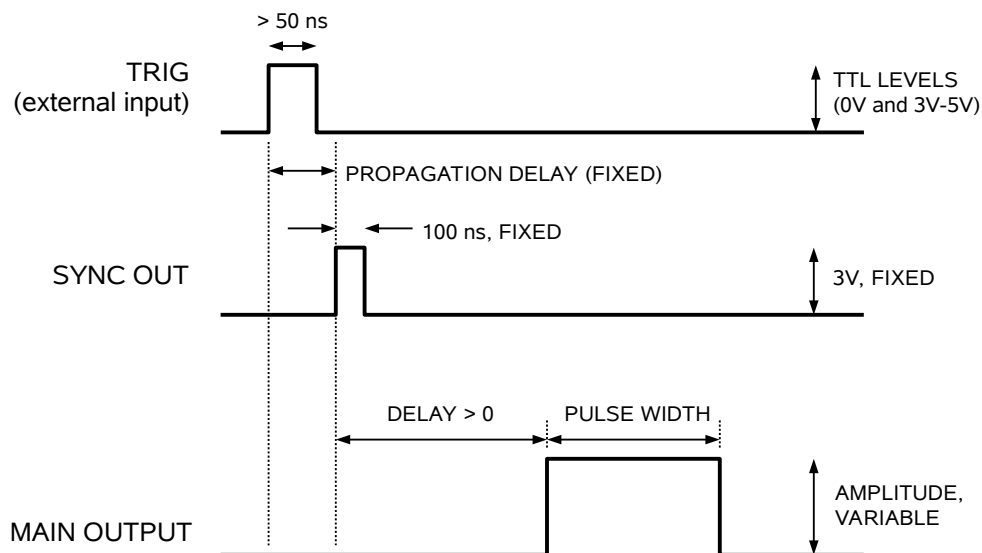 > 50 ns
TRIG
(external input)
TTL LEVELS
(0V and 3V-5V)
PROPAGATION DELAY (FIXED)
100 ns, FIXED
SYNC OUT
3V, FIXED
DELAY > 0
PULSE WIDTH
AMPLITUDE,
VARIABLE
MAIN OUTPUT